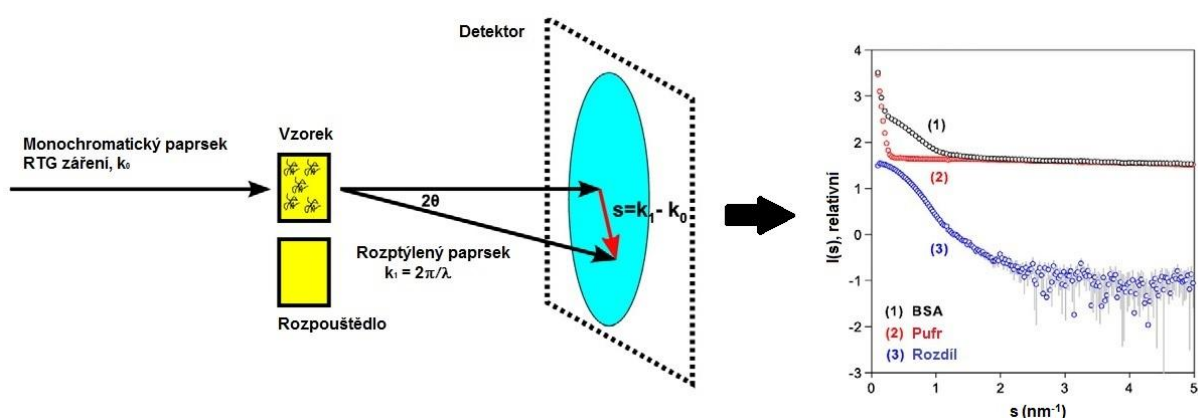 Detektor
Monochromatický paprsek
RTG záření, k₀
Vzorek
2θ
s=k₁- k₀
Rozptýlený paprsek
k₁ = 2π/λ
Rozpouštědlo
I(s), relativní
4
3
2
1
0
-1
-2
-3
(1)
(2)
(3)
(1) BSA
(2) Pufr
(3) Rozdíl
0 1 2 3 4 5
s (nm⁻¹)